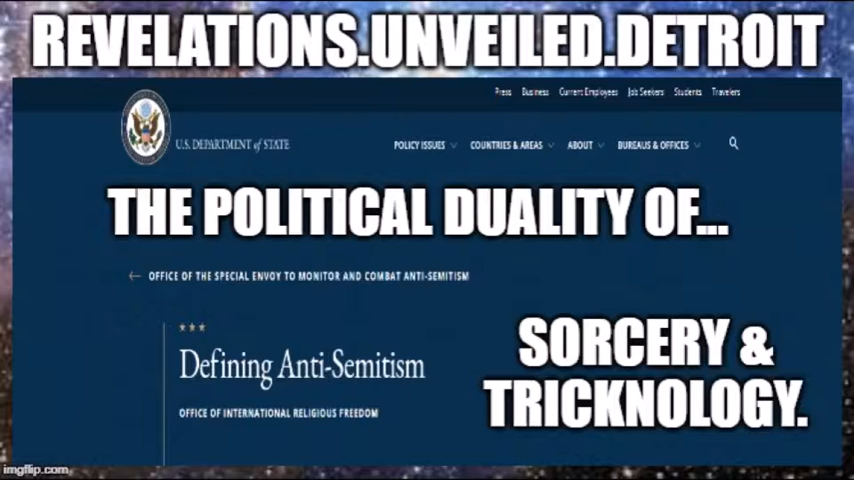 REVELATIONS.UNVEILED.DETROIT
Press Business Current Employees Job Seekers Students Travelers
U.S. DEPARTMENT of STATE
POLICY ISSUES COUNTRIES & AREAS ABOUT BUREAUS & OFFICES
THE POLITICAL DUALITY OF...
← OFFICE OF THE SPECIAL ENVOY TO MONITOR AND COMBAT ANTI-SEMITISM
SORCERY &
Defining Anti-Semitism
TRICKNOLOGY.
OFFICE OF INTERNATIONAL RELIGIOUS FREEDOM
imgflip.com